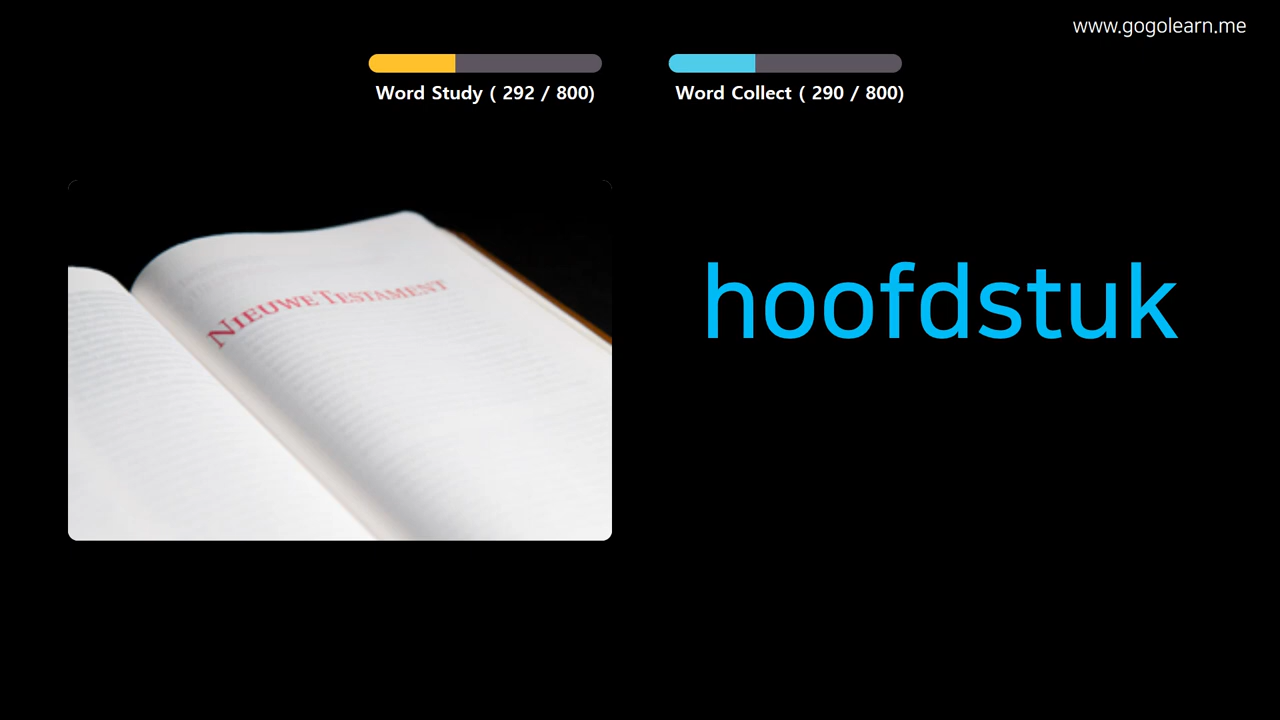 www.gogolearn.me
Word Study ( 292 / 800)
Word Collect ( 290 / 800)
NIEUWE TESTAMENT
hoofdstuk